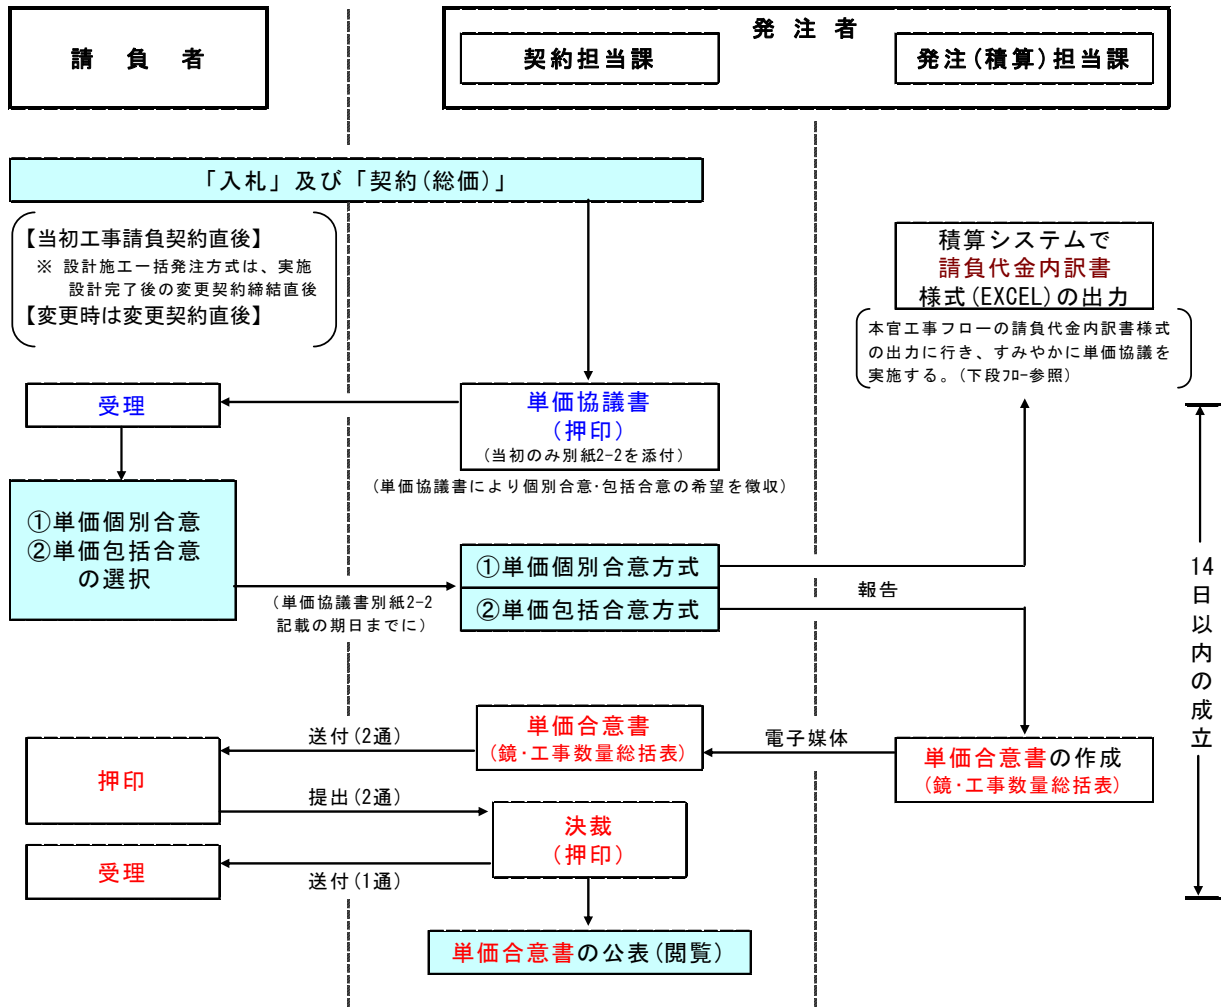 請負者
発注者
契約担当課
発注(積算)担当課
「入札」及び「契約(総価)」
【当初工事請負契約直後】
※ 設計施工一括発注方式は、実施
設計完了後の変更契約締結直後
【変更時は変更契約直後】
積算システムで
請負代金内訳書
様式(EXCEL)の出力
本官工事フローの請負代金内訳書様式
の出力に行き、すみやかに単価協議を
実施する。(下段フロー参照)
受理
単価協議書
(押印)
(当初のみ別紙2-2を添付)
(単価協議書により個別合意・包括合意の希望を徴収)
①単価個別合意
②単価包括合意
の選択
(単価協議書別紙2-2
記載の期日までに)
①単価個別合意方式
②単価包括合意方式
報告
14日以内の成立
送付(2通)
単価合意書
(鏡・工事数量総括表)
電子媒体
単価合意書の作成
(鏡・工事数量総括表)
押印
提出(2通)
決裁
(押印)
受理
送付(1通)
単価合意書の公表(閲覧)